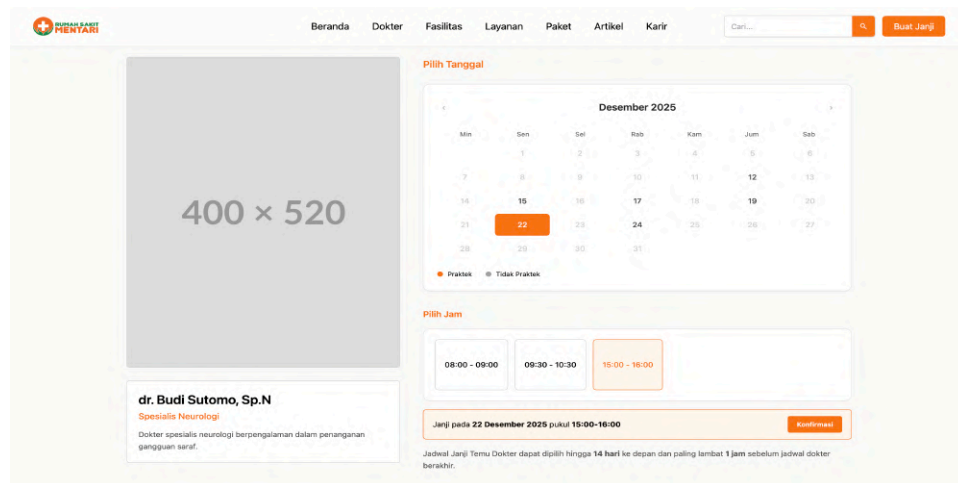 RUMAH SAKIT
MENTARI
Beranda Dokter Fasilitas Layanan Paket Artikel Karir
Cari...
Buat Janji
400 × 520
dr. Budi Sutomo, Sp.N
Spesialis Neurologi
Dokter spesialis neurologi berpengalaman dalam penanganan
gangguan saraf.
Pilih Tanggal
Desember 2025
Min Sen Sel Rab Kam Jum Sab
1 2 3 4 5 6
7 8 9 10 11 12 13
14 15 16 17 18 19 20
21 22 23 24 25 26 27
28 29 30 31
Praktek Tidak Praktek
Pilih Jam
08:00 - 09:00 09:30 - 10:30 15:00 - 16:00
Janji pada 22 Desember 2025 pukul 15:00-16:00 Konfirmasi
Jadwal Janji Temu Dokter dapat dipilih hingga 14 hari ke depan dan paling lambat 1 jam sebelum jadwal dokter
berakhir.